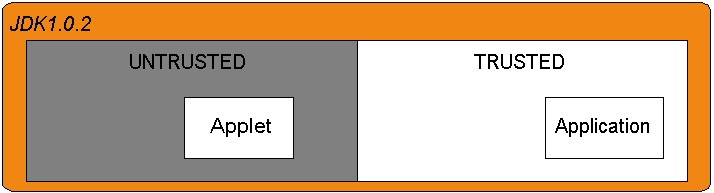 JDK1.0.2
UNTRUSTED
TRUSTED
Applet
Application